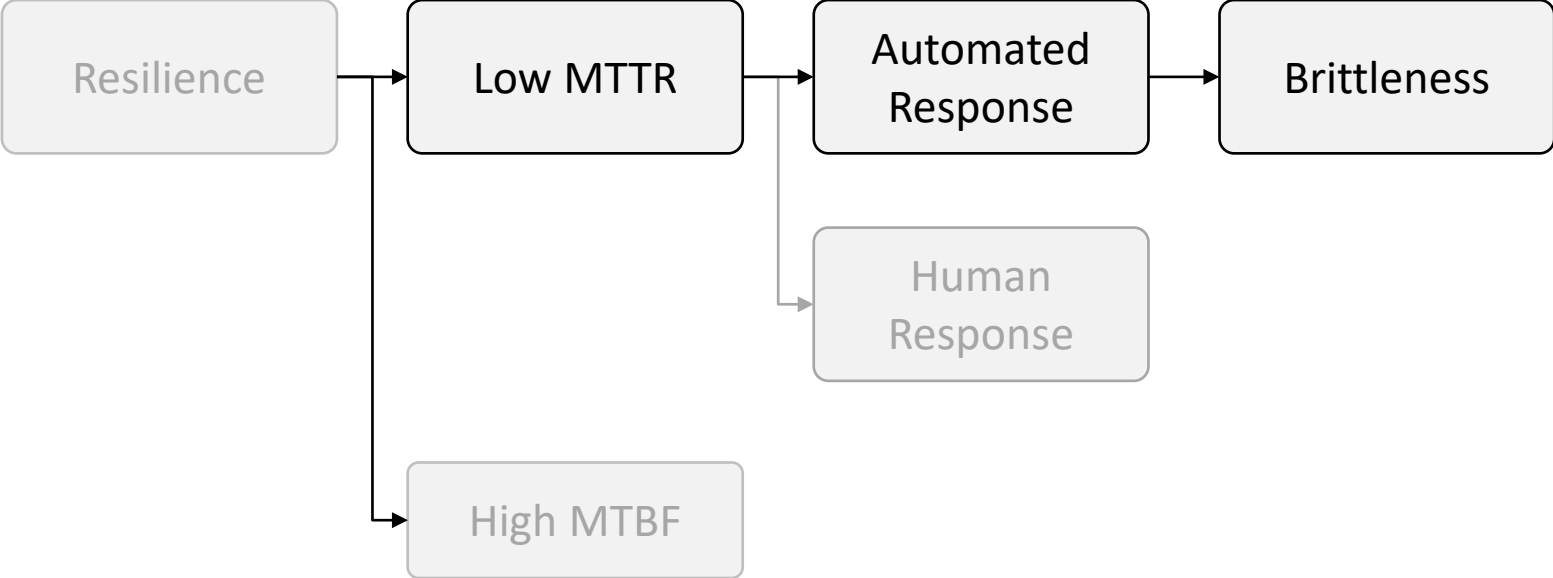 Resilience
Low MTTR
Automated
Response
Brittleness
Human
Response
High MTBF